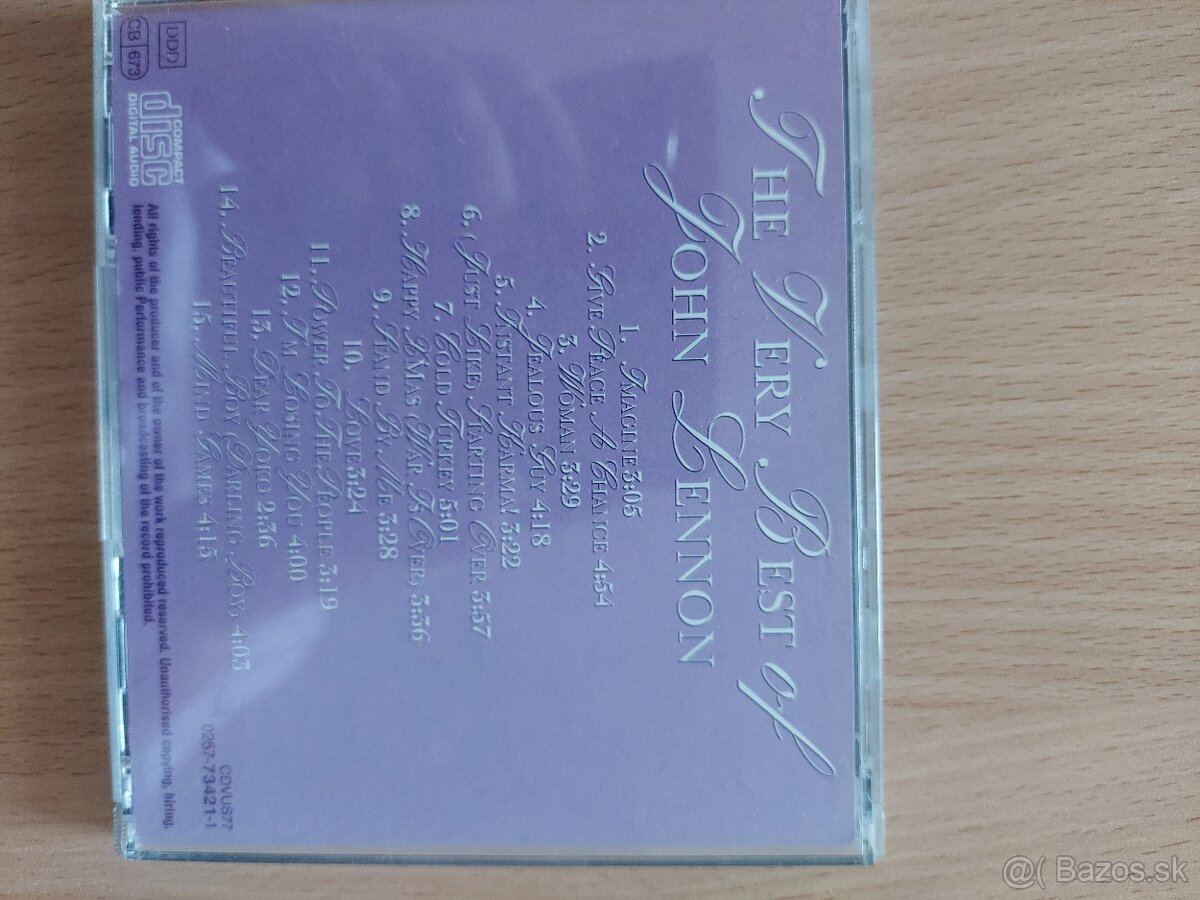 The Very Best of
John Lennon
1. Imagine 3:05
2. Give Peace A Chance 4:54
3. Woman 3:29
4. Jealous Guy 4:18
5. Instant Karma! 3:22
6. (Just Like) Starting Over 3:57
7. Cold Turkey 5:01
8. Happy X'Mas (War Is Over) 3:36
9. Stand By Me 3:28
10. Love 3:24
11. Power To The People 3:19
12. I'm Losing You 4:00
13. Dear Yoko 2:36
14. Beautiful Boy (Darling Boy) 4:03
15. Mind Games 4:15
CDVUS77
0257-73421-1
DDD
CB 673
COMPACT
disc
DIGITAL AUDIO
All rights of the producer and of the owner of the work reproduced reserved. Unauthorised copying, hiring,
lending, public Performance and broadcasting of the record prohibited.
@( Bazos.sk